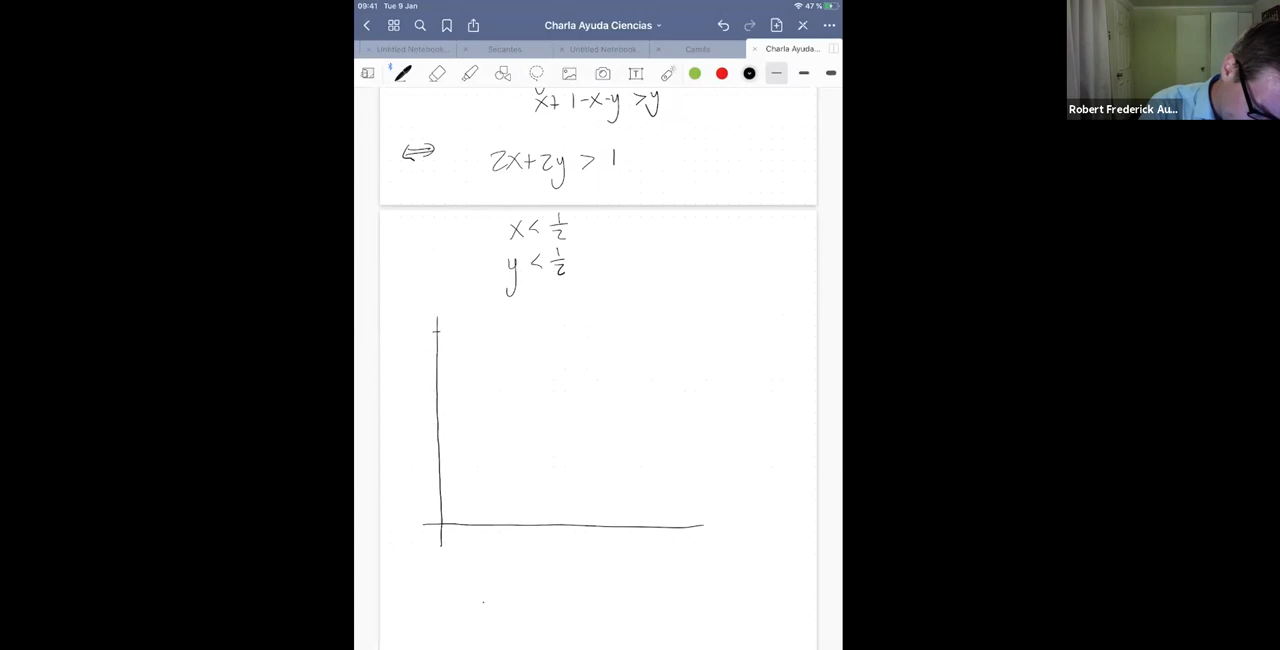 09:41 Tue 9 Jan
47 %
Charla Ayuda Ciencias
Untitled Notebook...
Secantes
Untitled Notebook...
Camila
Charla Ayuda...
x + 1-x-y > y
2x+2y > 1
x < 1/2
y < 1/2
Robert Frederick Au...